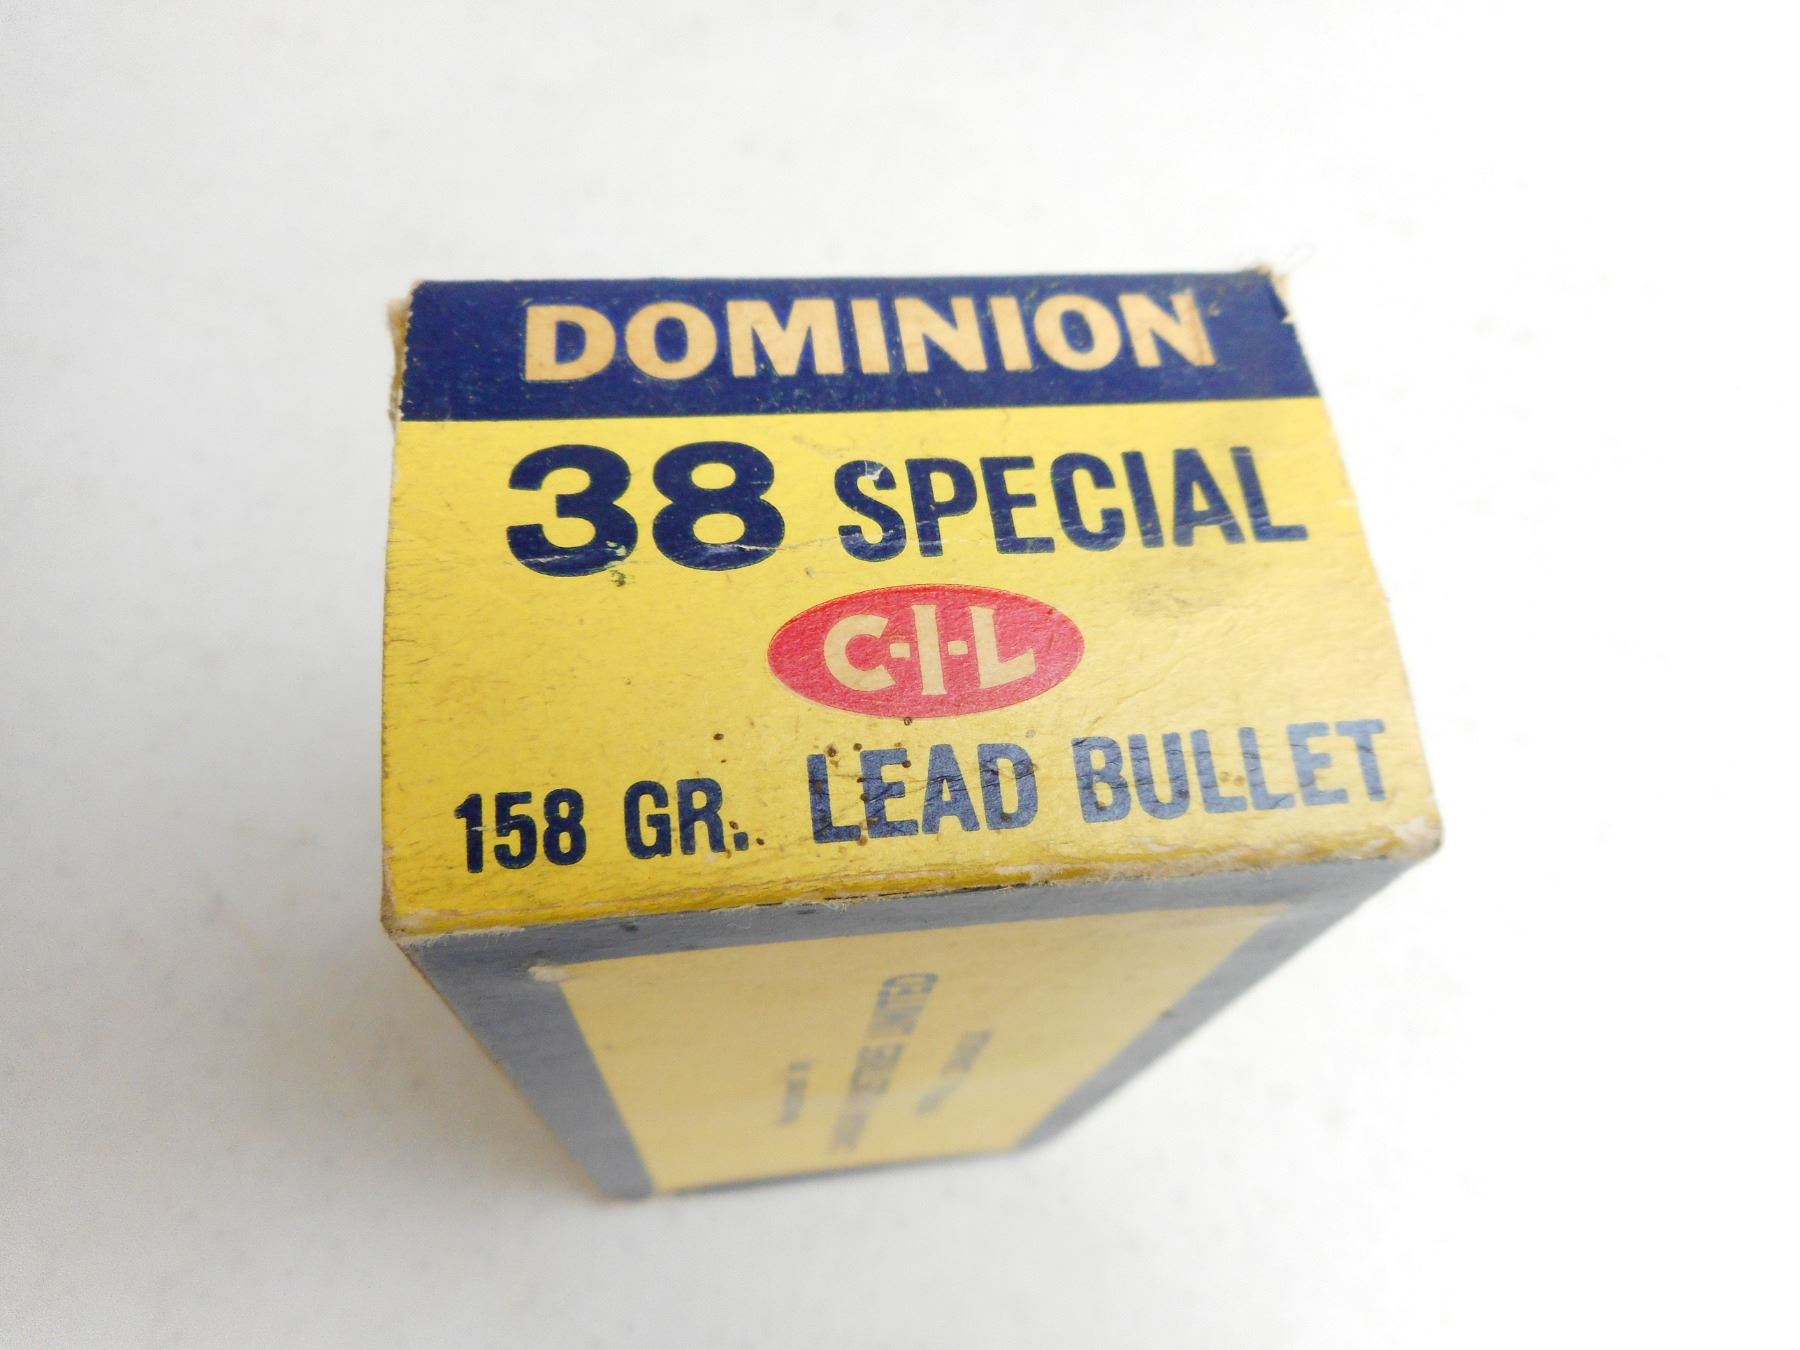 DOMINION
38 SPECIAL
C-I-L
158 GR. LEAD BULLET